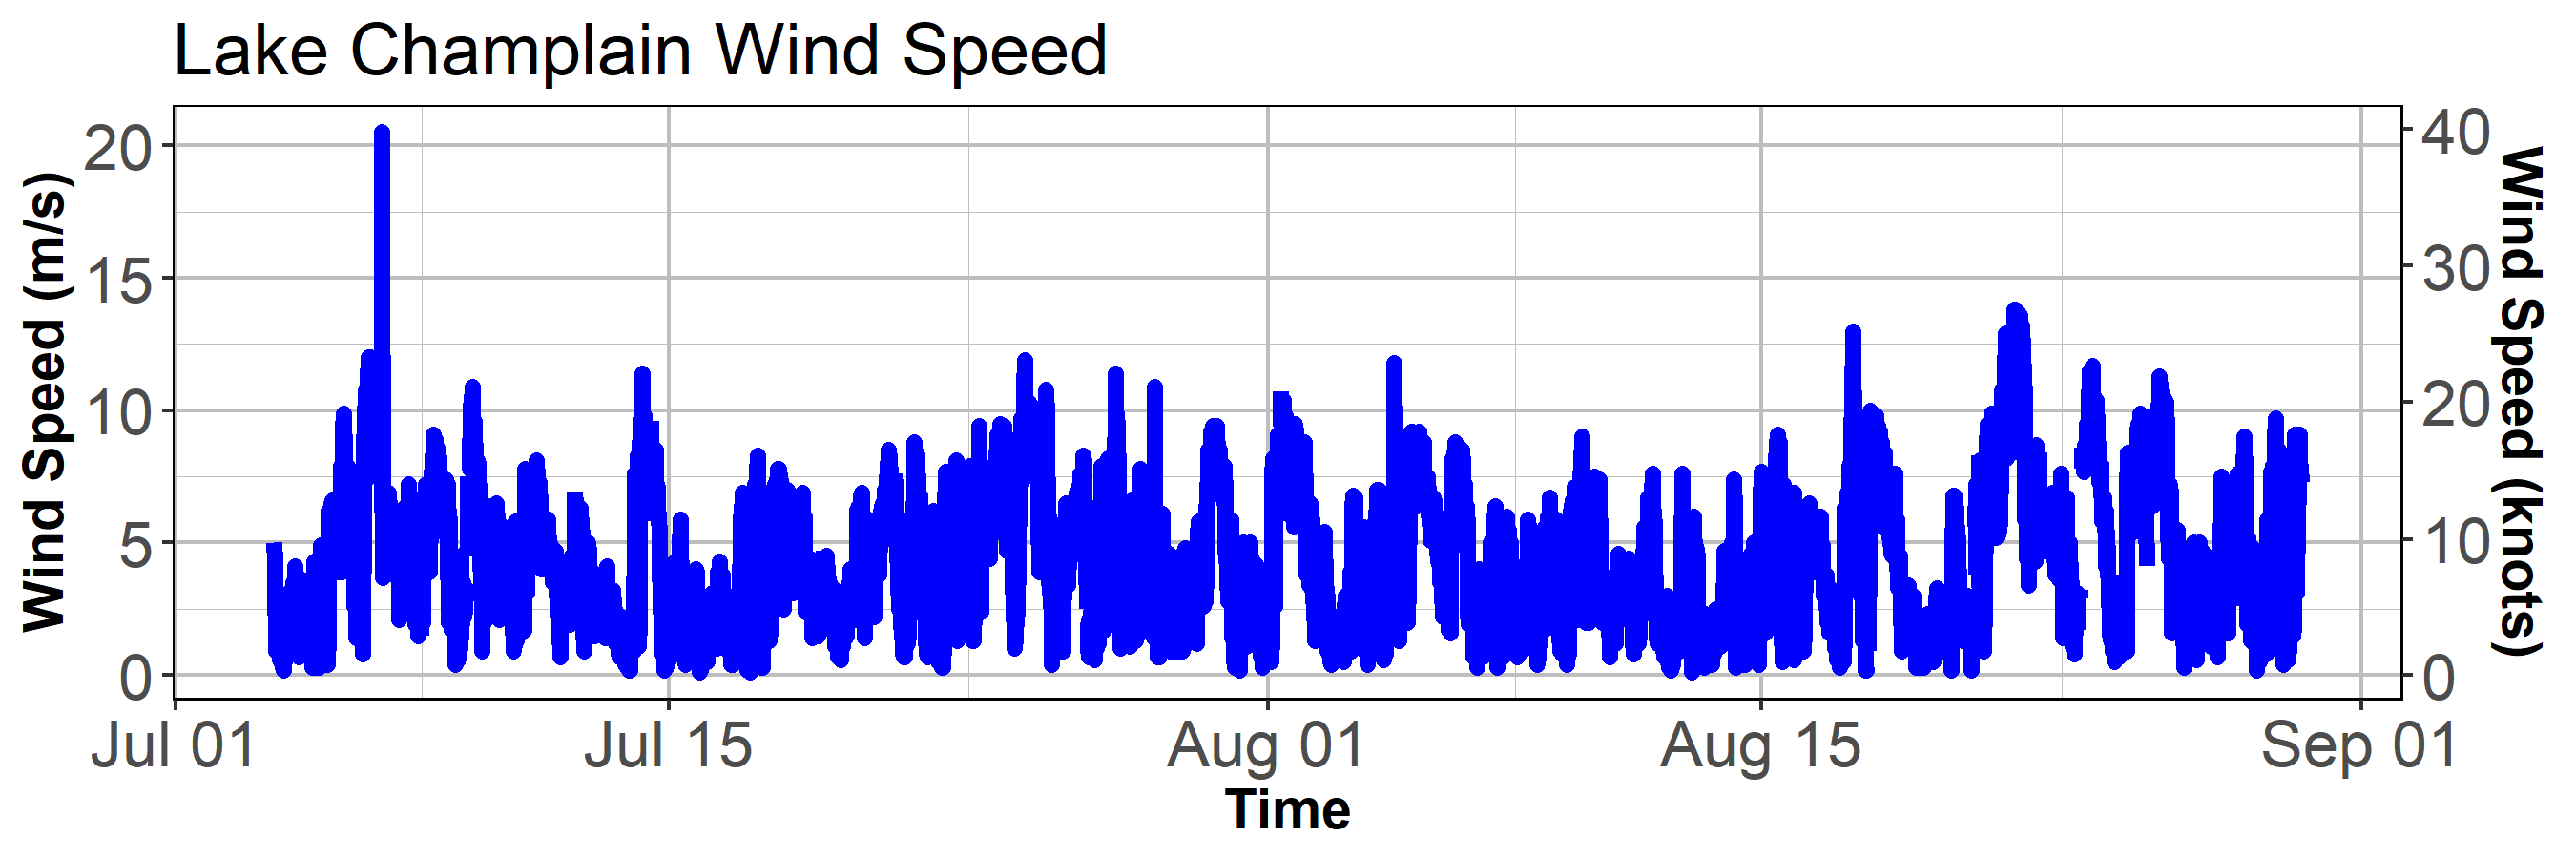 Lake Champlain Wind Speed
Wind Speed (m/s)
20
15
10
5
0
40
30
20
10
0
Wind Speed (knots)
Jul 01
Jul 15
Aug 01
Aug 15
Sep 01
Time